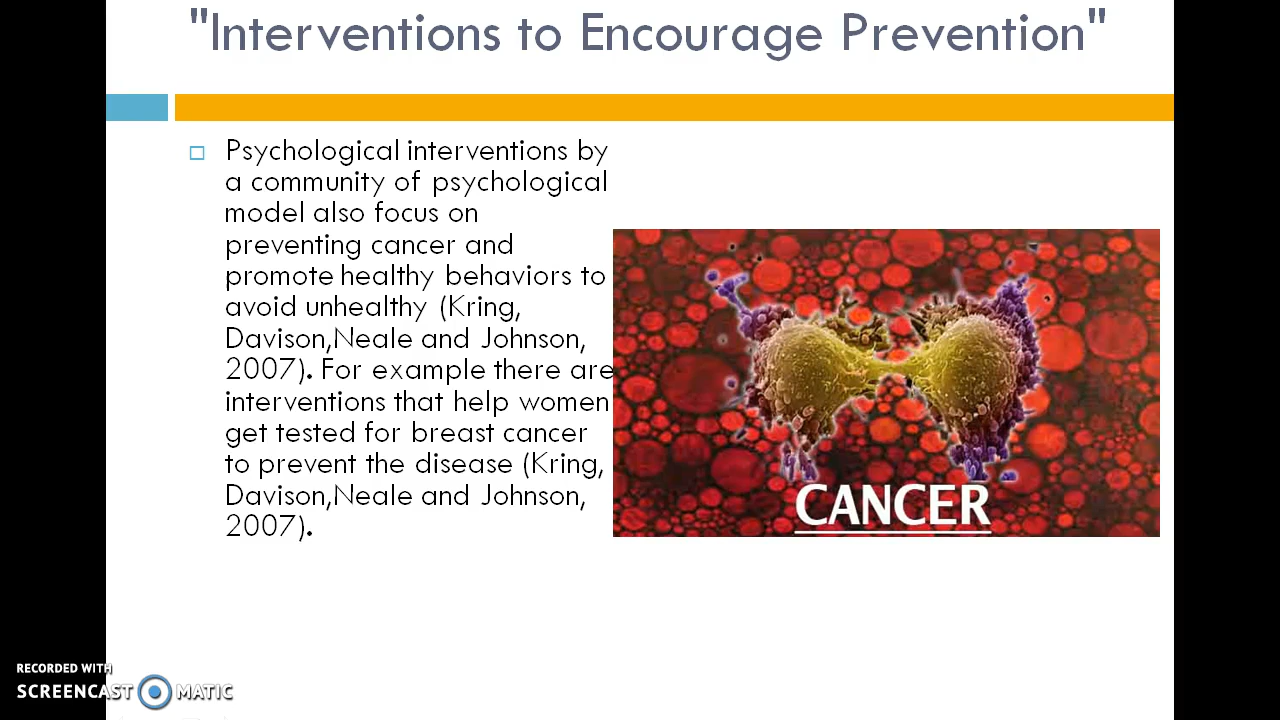 "Interventions to Encourage Prevention"
Psychological interventions by
a community of psychological
model also focus on
preventing cancer and
promote healthy behaviors to
avoid unhealthy (Kring,
Davison,Neale and Johnson,
2007). For example there are
interventions that help women
get tested for breast cancer
to prevent the disease (Kring,
Davison,Neale and Johnson,
2007).
CANCER
RECORDED WITH
SCREENCAST MATIC